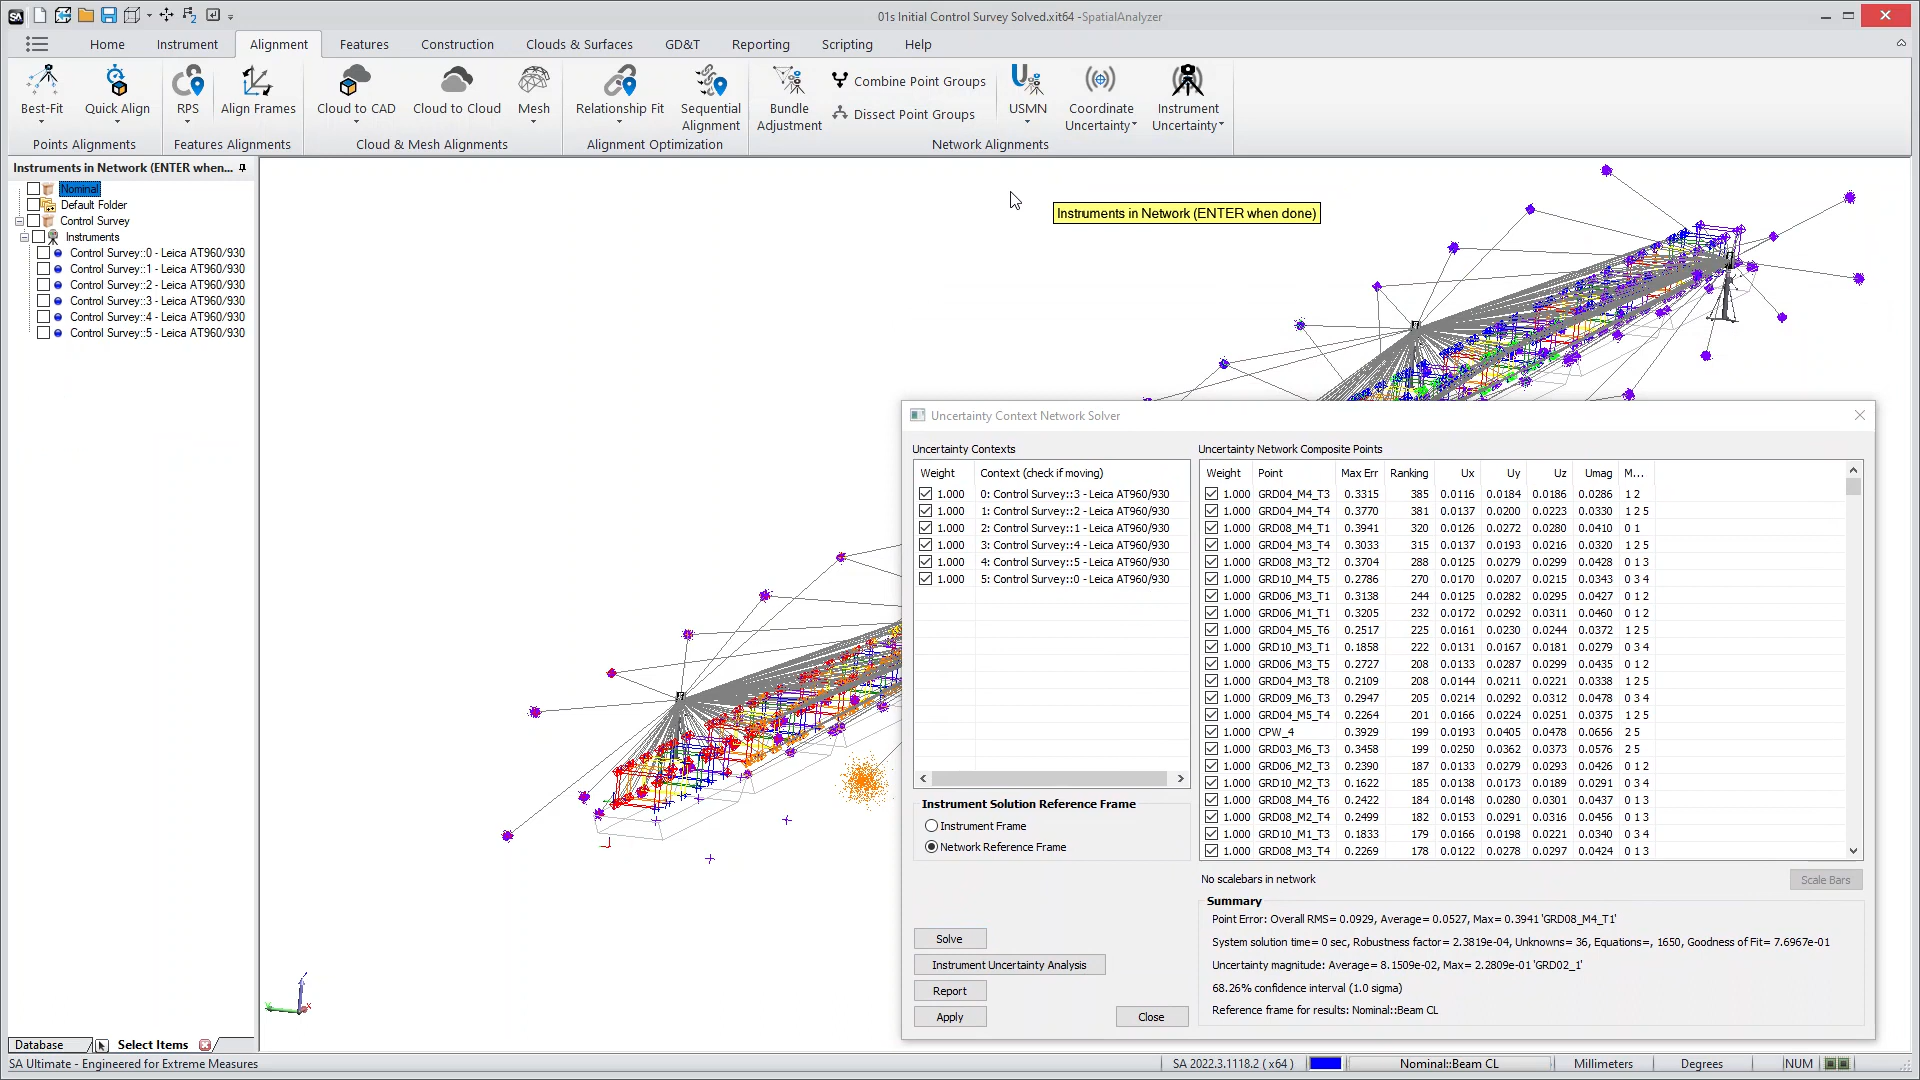 SA
01s Initial Control Survey Solved.xit64 - SpatialAnalyzer
Home Instrument Alignment Features Construction Clouds & Surfaces GD&T Reporting Scripting Help
Best-Fit
Quick Align
RPS
Align Frames
Cloud to CAD
Cloud to Cloud
Mesh
Relationship Fit
Sequential
Alignment
Bundle
Adjustment
Combine Point Groups
Dissect Point Groups
USMN
Coordinate
Uncertainty
Instrument
Uncertainty
Points Alignments
Features Alignments
Cloud & Mesh Alignments
Alignment Optimization
Network Alignments
Instruments in Network (ENTER when...
Nominal
Default Folder
Control Survey
Instruments
Control Survey::0 - Leica AT960/930
Control Survey::1 - Leica AT960/930
Control Survey::2 - Leica AT960/930
Control Survey::3 - Leica AT960/930
Control Survey::4 - Leica AT960/930
Control Survey::5 - Leica AT960/930
Instruments in Network (ENTER when done)
Uncertainty Context Network Solver
Uncertainty Contexts
Weight Context (check if moving)
1.000 0: Control Survey::3 - Leica AT960/930
1.000 1: Control Survey::2 - Leica AT960/930
1.000 2: Control Survey::1 - Leica AT960/930
1.000 3: Control Survey::4 - Leica AT960/930
1.000 4: Control Survey::5 - Leica AT960/930
1.000 5: Control Survey::0 - Leica AT960/930
Instrument Solution Reference Frame
Instrument Frame
Network Reference Frame
Solve
Instrument Uncertainty Analysis
Report
Apply
Close
Uncertainty Network Composite Points
Weight Point Max Err Ranking Ux Uy Uz Umag M...
1.000 GRD04_M4_T3 0.3315 385 0.0116 0.0184 0.0186 0.0286 1 2
1.000 GRD04_M4_T4 0.3770 381 0.0137 0.0200 0.0223 0.0330 1 2 5
1.000 GRD08_M4_T1 0.3941 320 0.0126 0.0272 0.0280 0.0410 0 1
1.000 GRD04_M3_T4 0.3033 315 0.0137 0.0193 0.0216 0.0320 1 2 5
1.000 GRD08_M3_T2 0.3704 288 0.0125 0.0279 0.0299 0.0428 0 1 3
1.000 GRD10_M4_T5 0.2786 270 0.0170 0.0207 0.0215 0.0343 0 3 4
1.000 GRD06_M3_T1 0.3138 244 0.0125 0.0282 0.0295 0.0427 0 1 2
1.000 GRD06_M1_T1 0.3205 232 0.0172 0.0292 0.0311 0.0460 0 1 2
1.000 GRD04_M5_T6 0.2517 225 0.0161 0.0230 0.0244 0.0372 1 2 5
1.000 GRD10_M3_T1 0.1858 222 0.0131 0.0167 0.0181 0.0279 0 3 4
1.000 GRD06_M3_T5 0.2727 208 0.0133 0.0287 0.0299 0.0435 0 1 2
1.000 GRD04_M3_T8 0.2109 208 0.0144 0.0211 0.0221 0.0338 1 2 5
1.000 GRD09_M6_T3 0.2947 205 0.0214 0.0292 0.0312 0.0478 0 3 4
1.000 GRD04_M5_T4 0.2264 201 0.0166 0.0224 0.0251 0.0375 1 2 5
1.000 CPW_4 0.3929 199 0.0193 0.0405 0.0478 0.0656 2 5
1.000 GRD03_M6_T3 0.3458 199 0.0250 0.0362 0.0373 0.0576 2 5
1.000 GRD06_M2_T3 0.2390 187 0.0133 0.0279 0.0293 0.0426 0 1 2
1.000 GRD10_M2_T3 0.1622 185 0.0138 0.0173 0.0189 0.0291 0 3 4
1.000 GRD08_M4_T6 0.2422 184 0.0148 0.0280 0.0301 0.0437 0 1 3
1.000 GRD08_M2_T4 0.2499 182 0.0153 0.0291 0.0316 0.0456 0 1 3
1.000 GRD10_M1_T3 0.1833 179 0.0166 0.0198 0.0221 0.0340 0 3 4
1.000 GRD08_M3_T4 0.2269 178 0.0122 0.0278 0.0297 0.0424 0 1 3
No scalebars in network
Scale Bars
Summary
Point Error: Overall RMS= 0.0929, Average= 0.0527, Max= 0.3941 'GRD08_M4_T1'
System solution time= 0 sec, Robustness factor= 2.3819e-04, Unknowns= 36, Equations=, 1650, Goodness of Fit= 7.6967e-01
Uncertainty magnitude: Average= 8.1509e-02, Max= 2.2809e-01 'GRD02_1'
68.26% confidence interval (1.0 sigma)
Reference frame for results: Nominal::Beam CL
Database Select Items
SA Ultimate - Engineered for Extreme Measures
SA 2022.3.1118.2 ( x64 ) Nominal::Beam CL Millimeters Degrees NUM